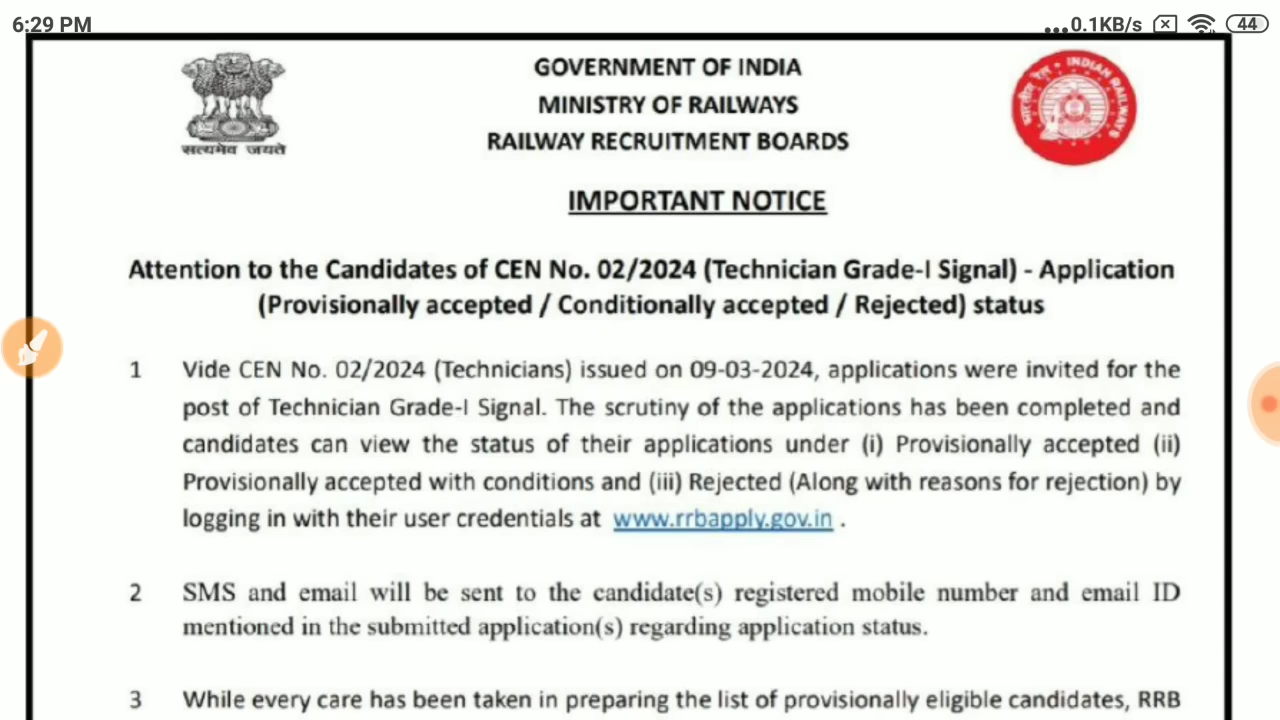 6:29 PM
...0.1KB/s 44
GOVERNMENT OF INDIA
MINISTRY OF RAILWAYS
RAILWAY RECRUITMENT BOARDS
सत्यमेव जयते
भारतीय रेल • INDIAN RAILWAYS
IMPORTANT NOTICE
Attention to the Candidates of CEN No. 02/2024 (Technician Grade-I Signal) - Application
(Provisionally accepted / Conditionally accepted / Rejected) status
1 Vide CEN No. 02/2024 (Technicians) issued on 09-03-2024, applications were invited for the
post of Technician Grade-I Signal. The scrutiny of the applications has been completed and
candidates can view the status of their applications under (i) Provisionally accepted (ii)
Provisionally accepted with conditions and (iii) Rejected (Along with reasons for rejection) by
logging in with their user credentials at www.rrbapply.gov.in .
2 SMS and email will be sent to the candidate(s) registered mobile number and email ID
mentioned in the submitted application(s) regarding application status.
3 While every care has been taken in preparing the list of provisionally eligible candidates, RRB